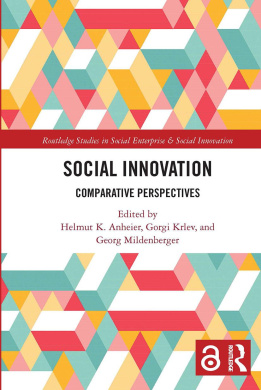 Routledge Studies in Social Enterprise & Social Innovation
SOCIAL INNOVATION
COMPARATIVE PERSPECTIVES
Edited by
Helmut K. Anheier, Gorgi Krlev, and
Georg Mildenberger
ROUTLEDGE